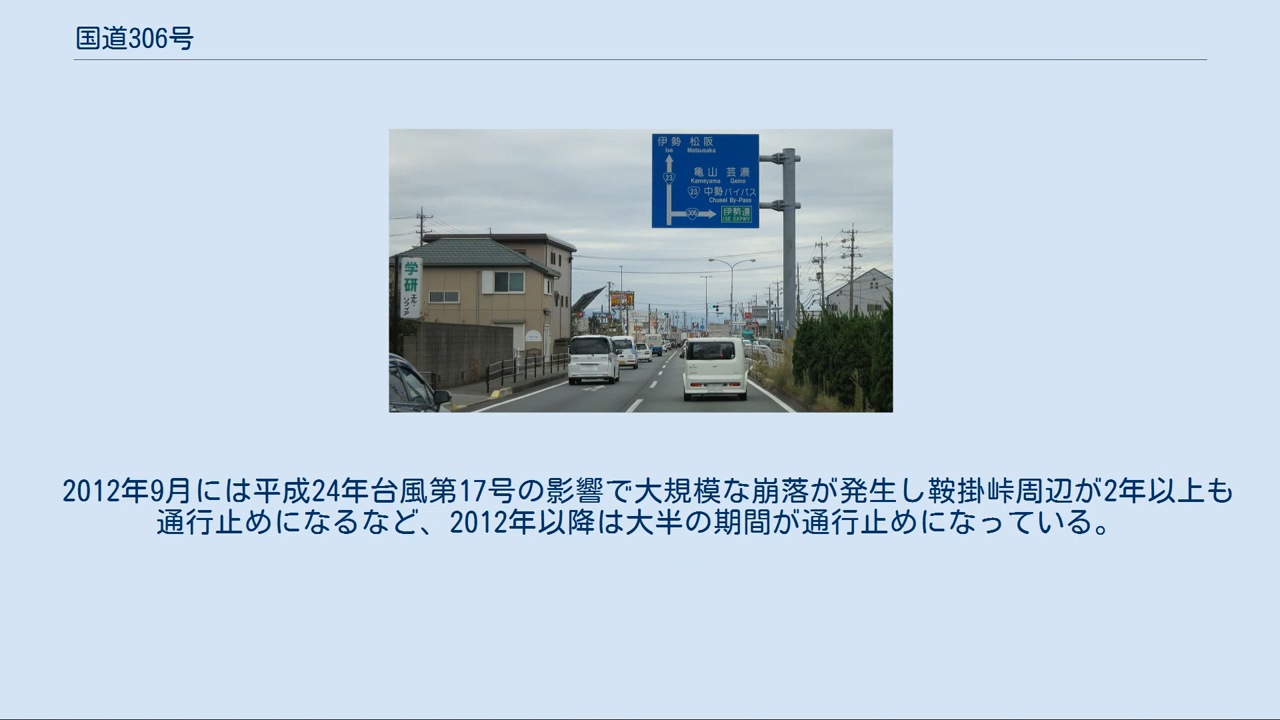 国道306号
伊勢 松阪
Ise Matsusaka
亀山 芸濃
Kameyama Geino
23
23 中勢バイパス
Chusei By-Pass
306 伊勢道
ISE EXPWY
学研
2012年9月には平成24年台風第17号の影響で大規模な崩落が発生し鞍掛峠周辺が2年以上も
通行止めになるなど、2012年以降は大半の期間が通行止めになっている。